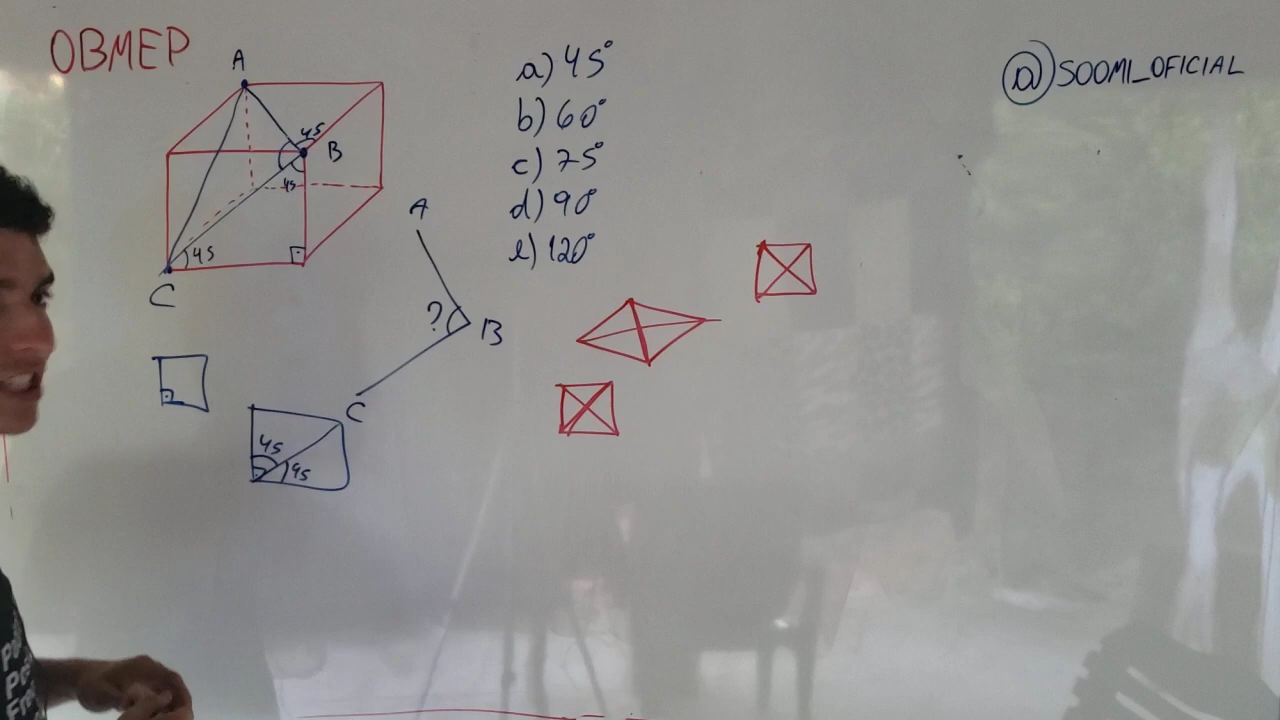 OBMEP
@SOOMI_OFICIAL
A
45
B
45
45
C
a) 45°
b) 60°
c) 75°
d) 90°
e) 120°
A
? B
C
45
45